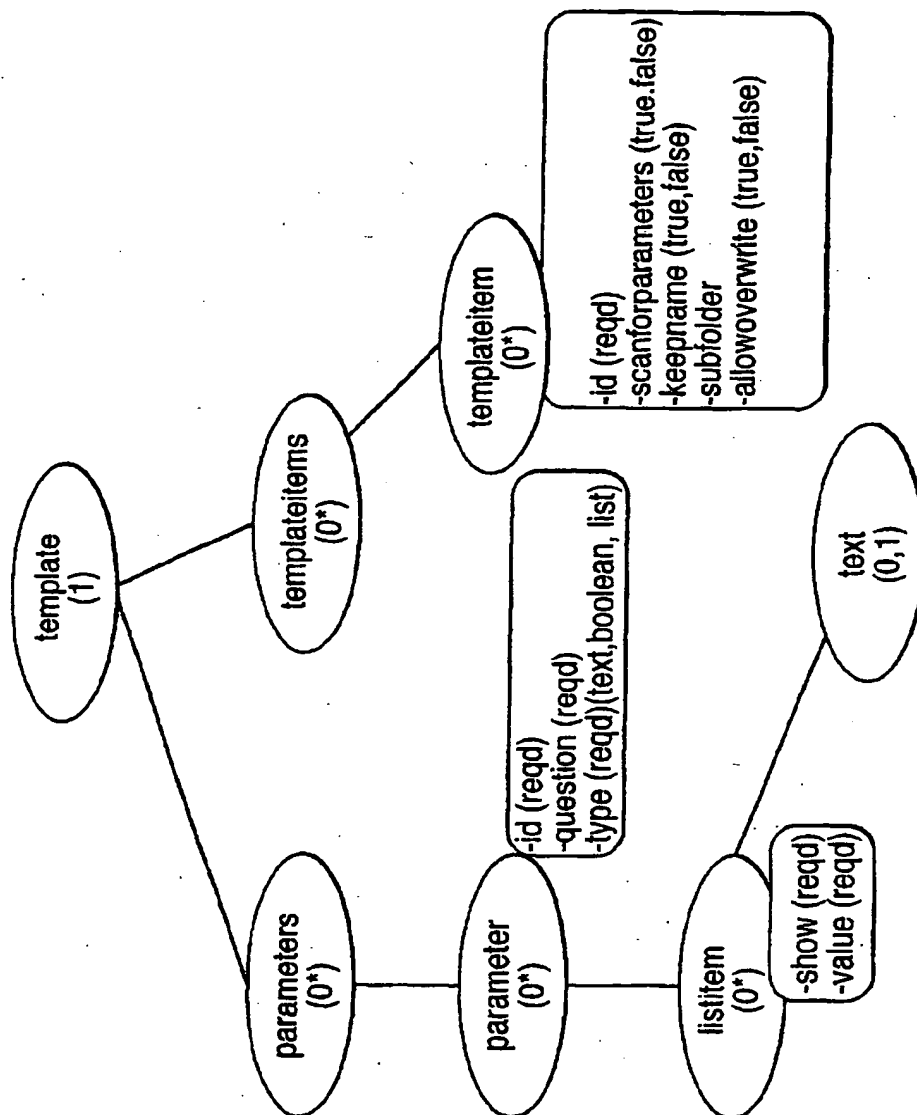 template
(1)
parameters
(0*)
templateitems
(0*)
parameter
(0*)
-id (reqd)
-question (reqd)
-type (reqd)(text,boolean, list)
templateitem
(0*)
-id (reqd)
-scanforparameters (true.false)
-keepname (true,false)
-subfolder
-allowoverwrite (true,false)
listitem
(0*)
-show (reqd)
-value (reqd)
text
(0,1)